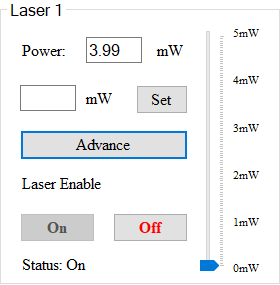 Laser 1
Power: 3.99 mW
mW Set
Advance
Laser Enable
On Off
Status: On
5mW
4mW
3mW
2mW
1mW
0mW